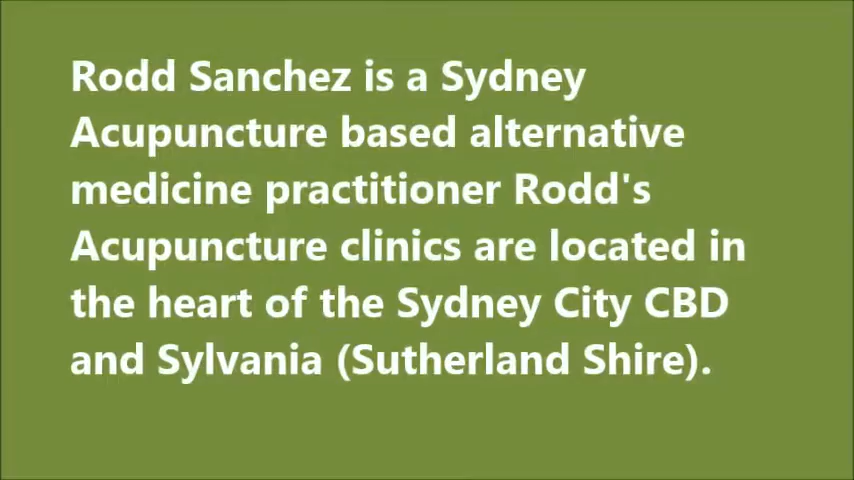 Rodd Sanchez is a Sydney
Acupuncture based alternative
medicine practitioner Rodd's
Acupuncture clinics are located in
the heart of the Sydney City CBD
and Sylvania (Sutherland Shire).